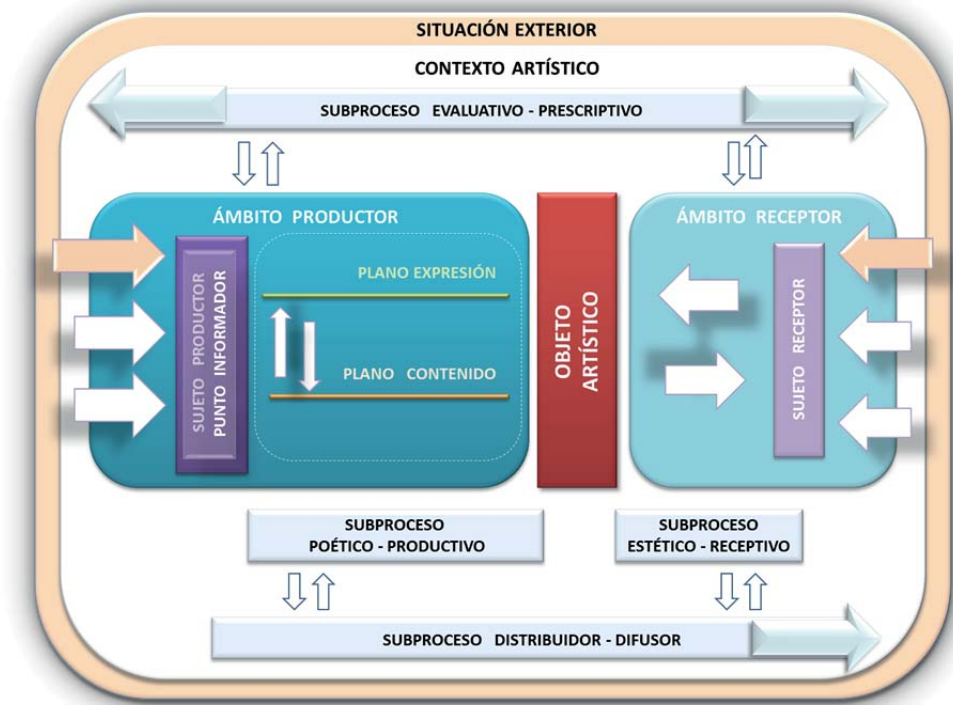 SITUACIÓN EXTERIOR
CONTEXTO ARTÍSTICO
SUBPROCESO EVALUATIVO - PRESCRIPTIVO
ÁMBITO PRODUCTOR
SUJETO PRODUCTOR
PUNTO INFORMADOR
PLANO EXPRESIÓN
PLANO CONTENIDO
OBJETO
ARTÍSTICO
ÁMBITO RECEPTOR
SUJETO RECEPTOR
SUBPROCESO
POÉTICO - PRODUCTIVO
SUBPROCESO
ESTÉTICO - RECEPTIVO
SUBPROCESO DISTRIBUIDOR - DIFUSOR